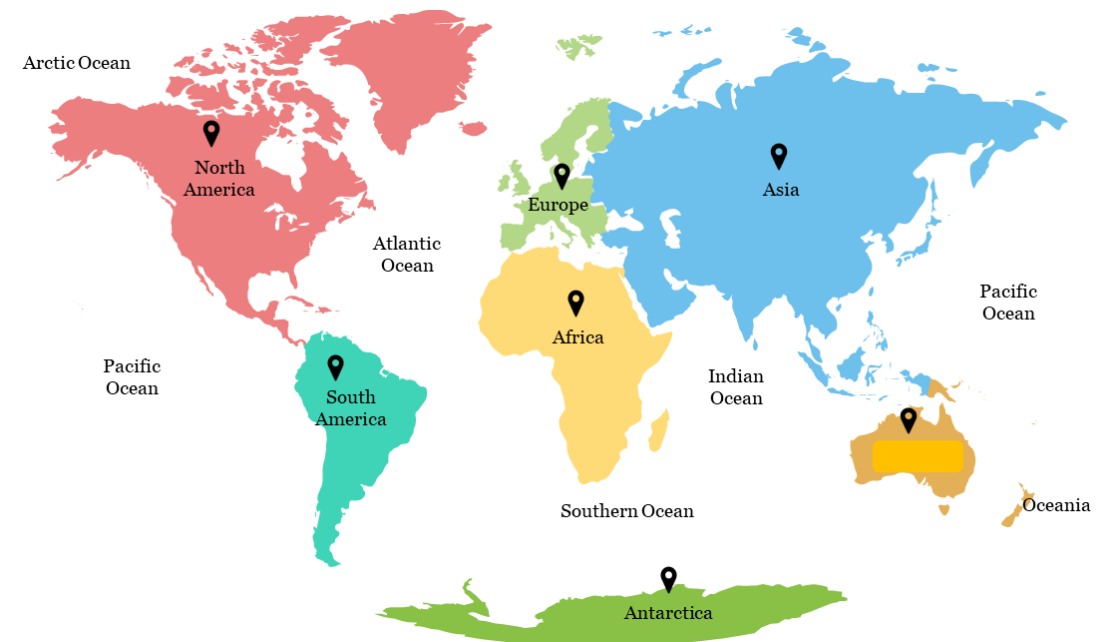 Arctic Ocean
North
America
Europe
Asia
Atlantic
Ocean
Pacific
Ocean
Africa
Pacific
Ocean
Indian
Ocean
South
America
Oceania
Southern Ocean
Antarctica